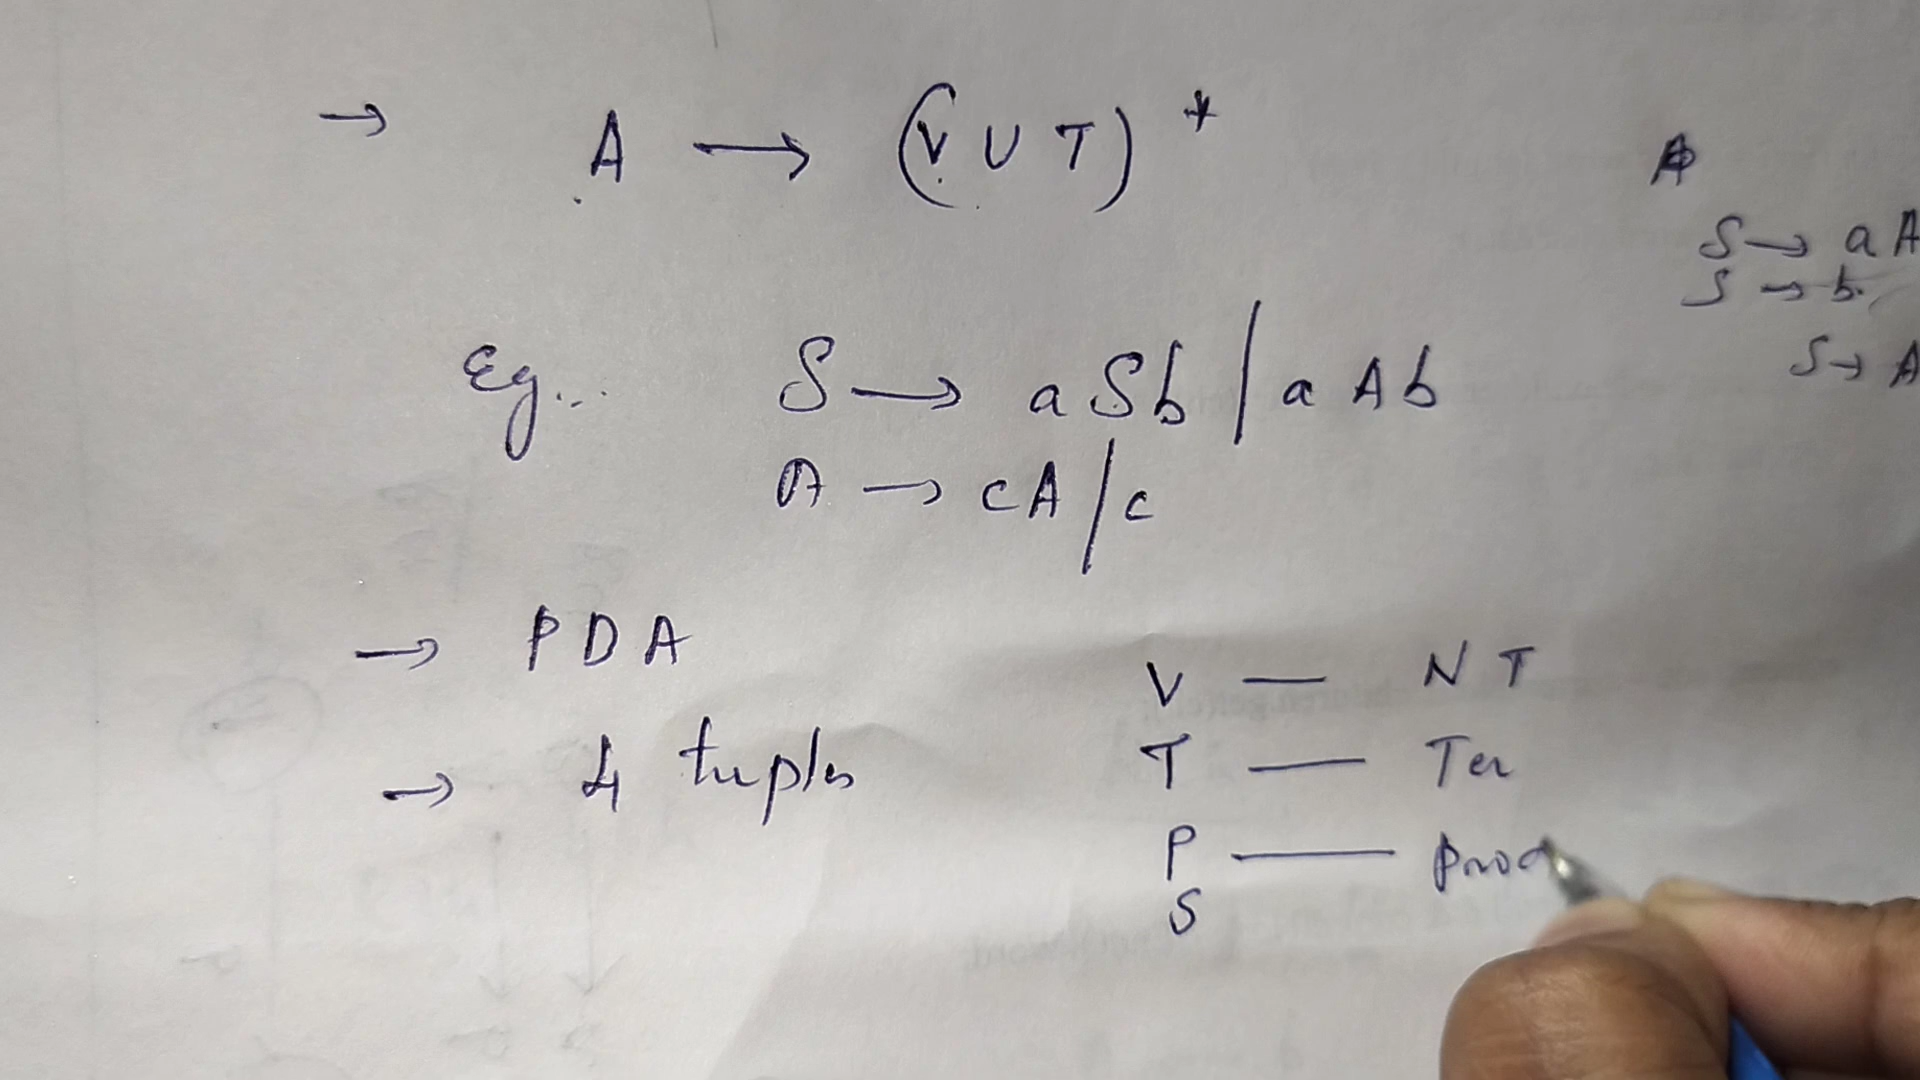 → A → (V U T)*
A
S → aA
S → b
S → A
Eg... S → aSb / aAb
A → cA / c
→ PDA
→ 4 tuples
V — NT
T — Ter
P — Prod
S